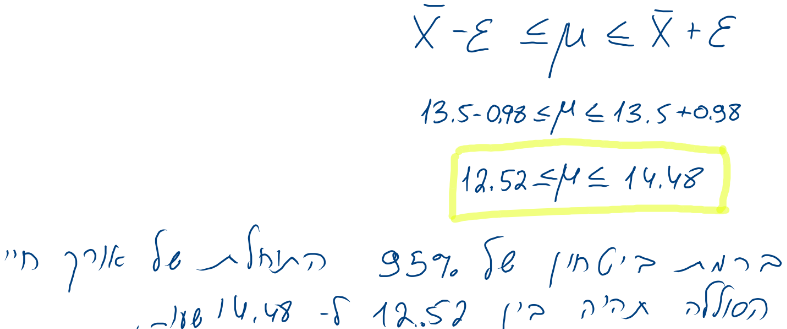 X̄ - ε ≤ μ ≤ X̄ + ε
13.5-0.98 ≤ μ ≤ 13.5+0.98
12.52 ≤ μ ≤ 14.48
ברמת ביטחון של 95% התוחלת של אורך חיי
הסוללה תהיה בין 12.52 ל- 14.48 שעות.